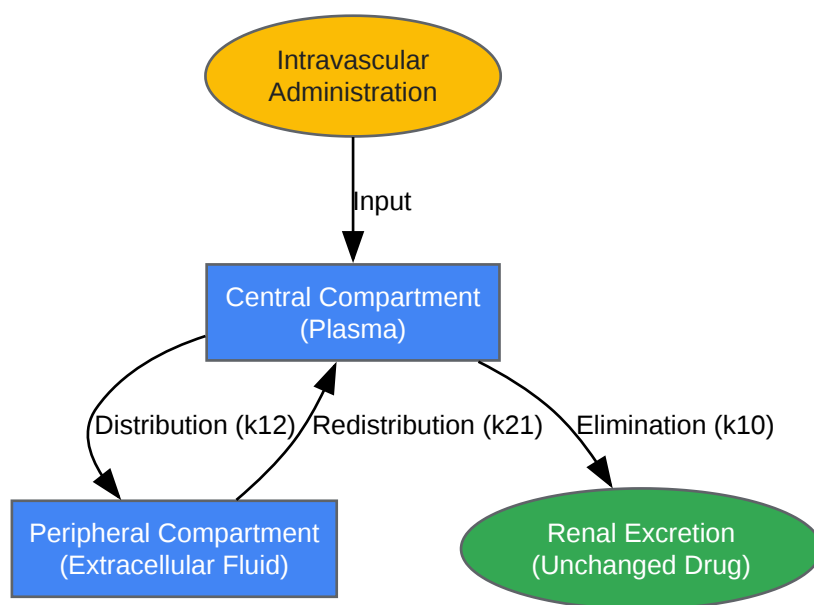 Intravascular
Administration
Input
Central Compartment
(Plasma)
Distribution (k12)
Redistribution (k21)
Elimination (k10)
Peripheral Compartment
(Extracellular Fluid)
Renal Excretion
(Unchanged Drug)